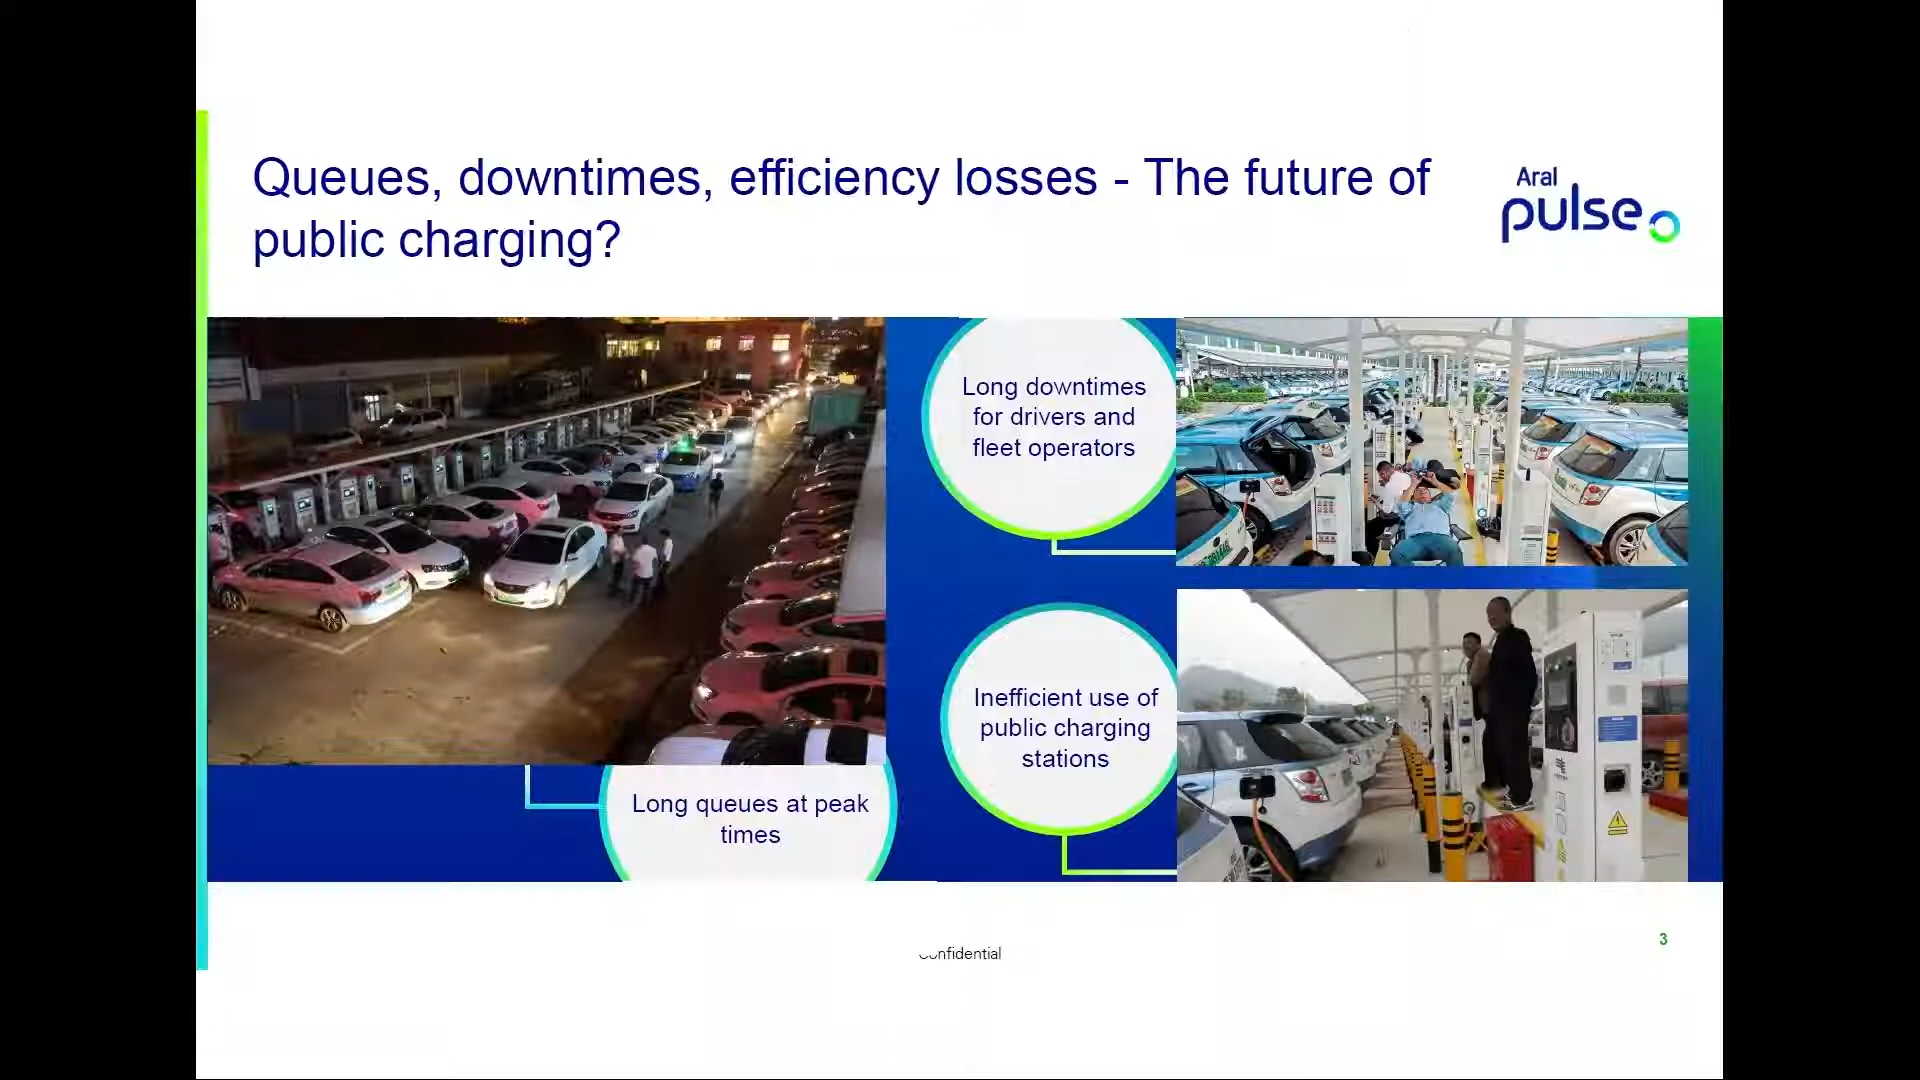 Queues, downtimes, efficiency losses - The future of
public charging?
Aral
pulse
Long downtimes
for drivers and
fleet operators
Inefficient use of
public charging
stations
Long queues at peak
times
Confidential
3